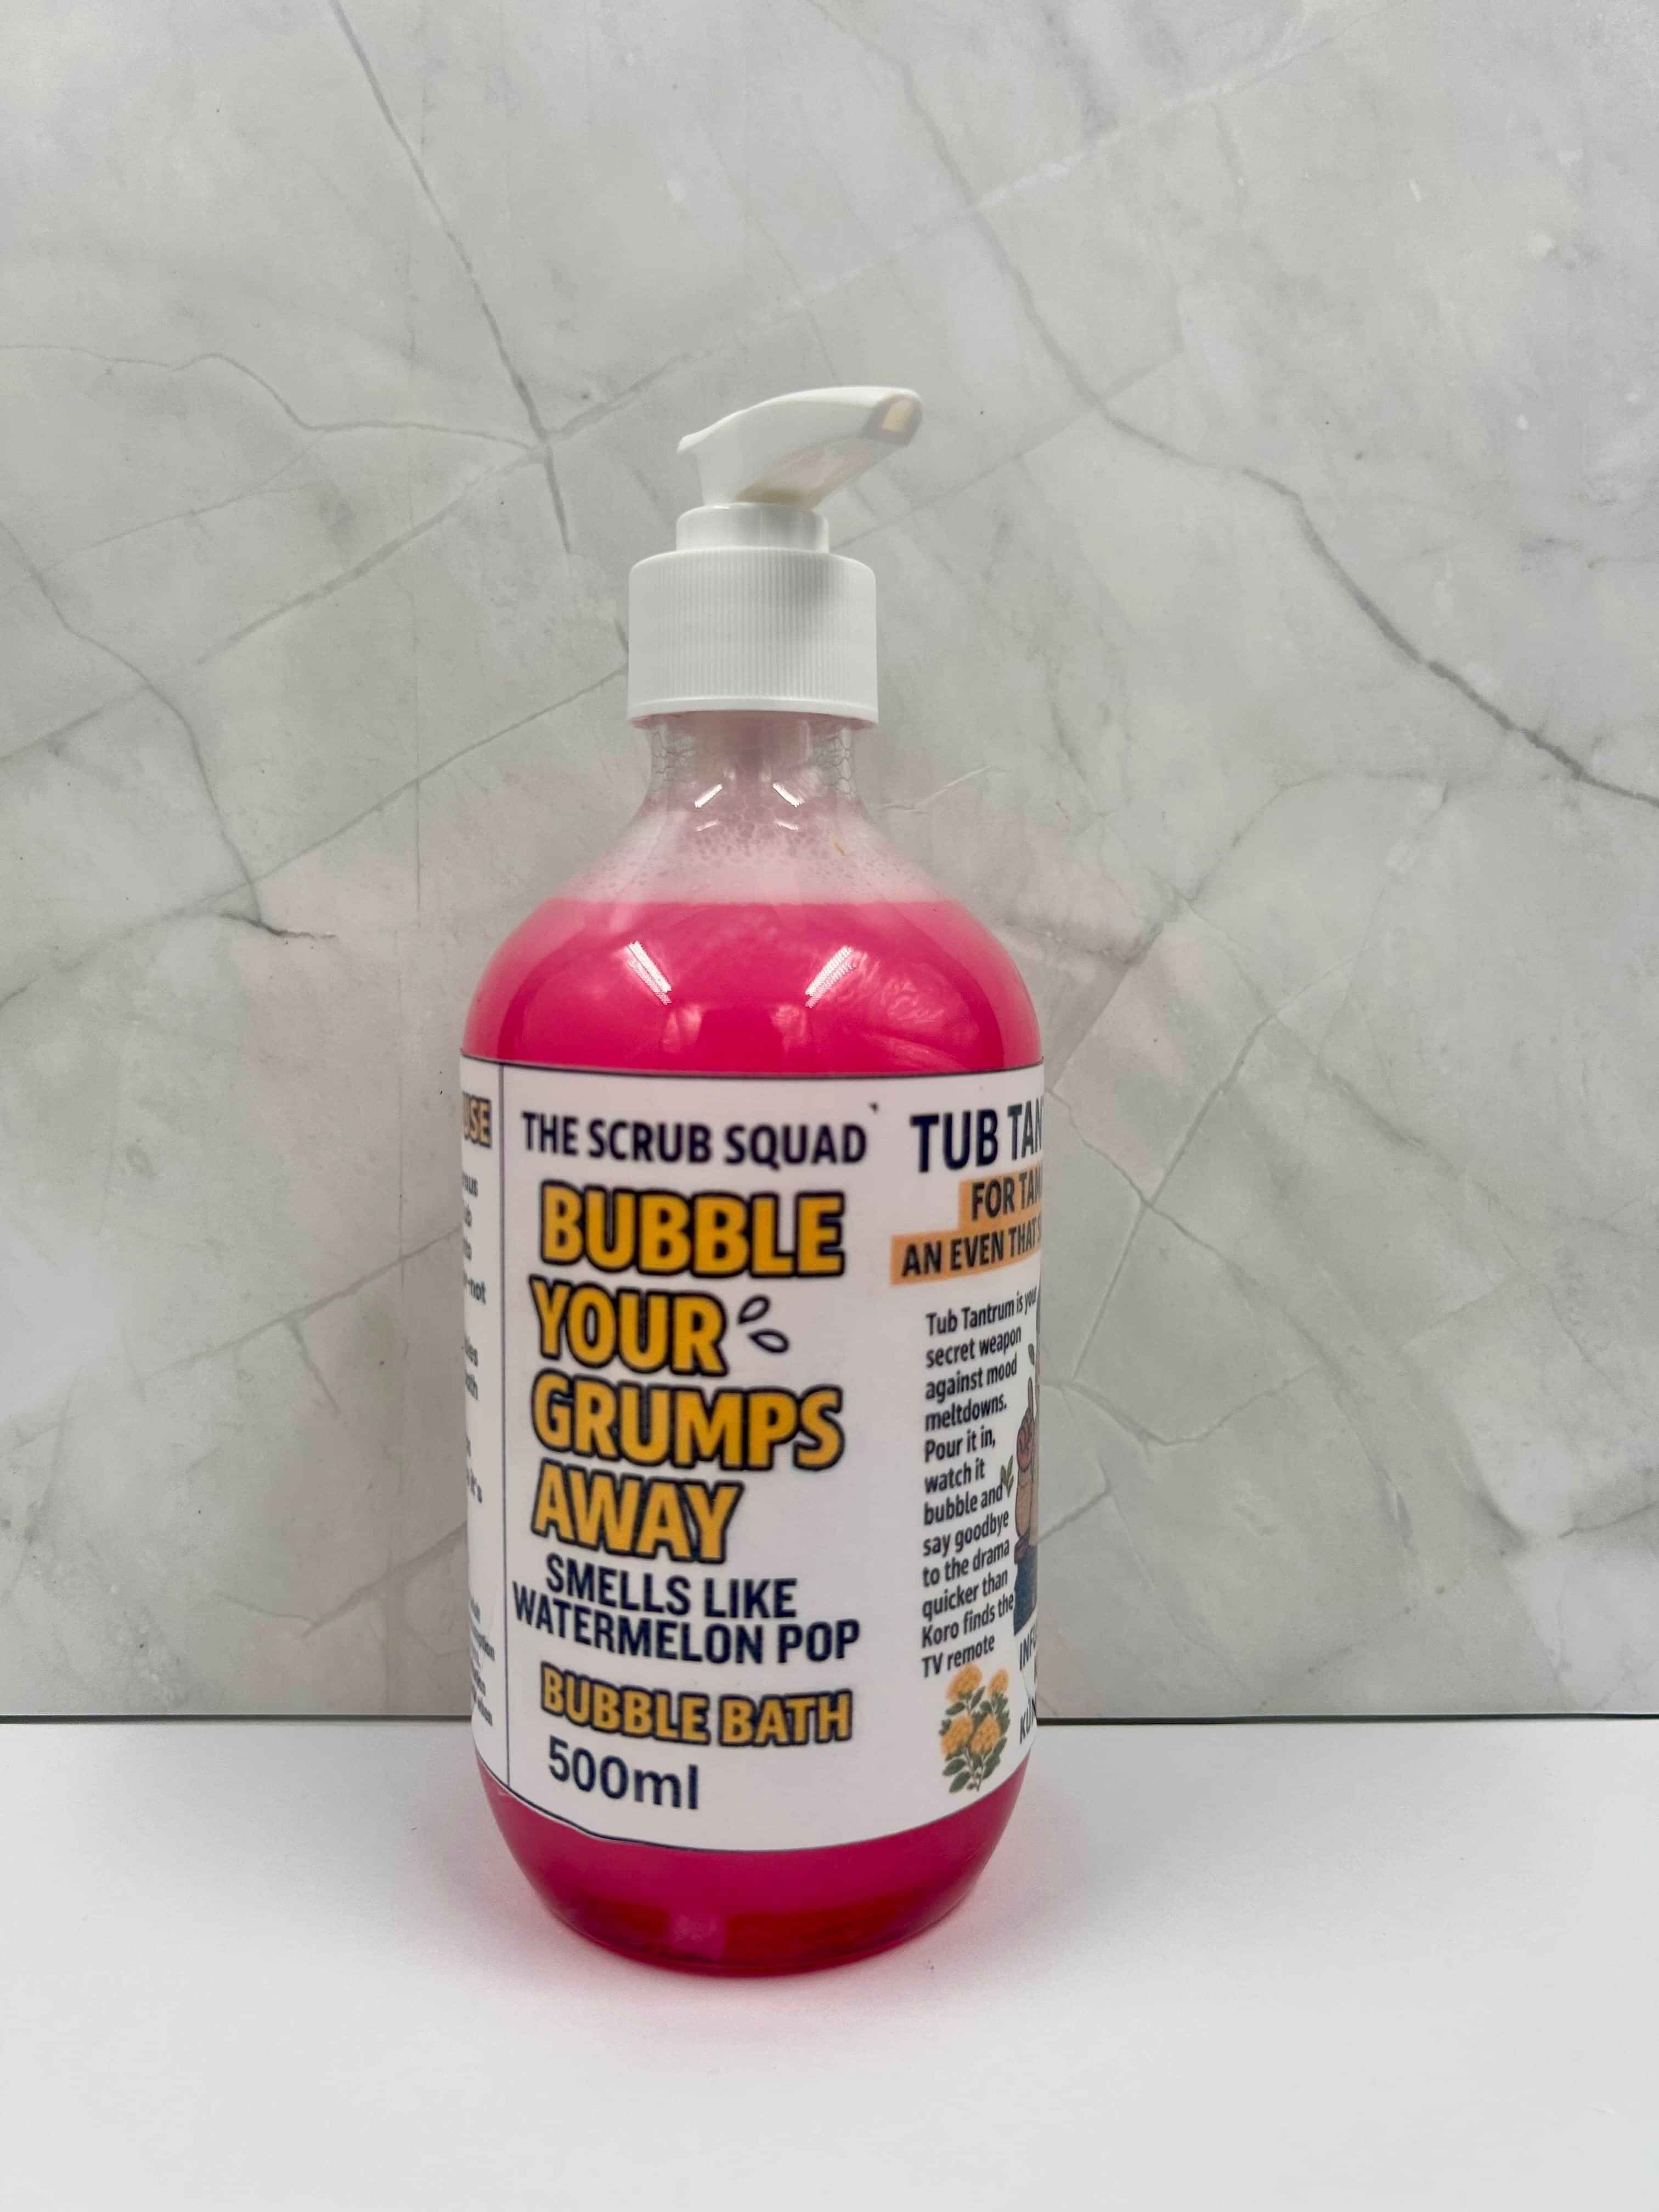 USE
not
THE SCRUB SQUAD
BUBBLE
YOUR
GRUMPS
AWAY
SMELLS LIKE
WATERMELON POP
BUBBLE BATH
500ml
TUB
FOR
AN EVEN THAT
Tub Tantrum is your
secret weapon
against mood
meltdowns.
Pour it in,
watch it
bubble and
say goodbye
to the drama
quicker than
Koro finds the
TV remote